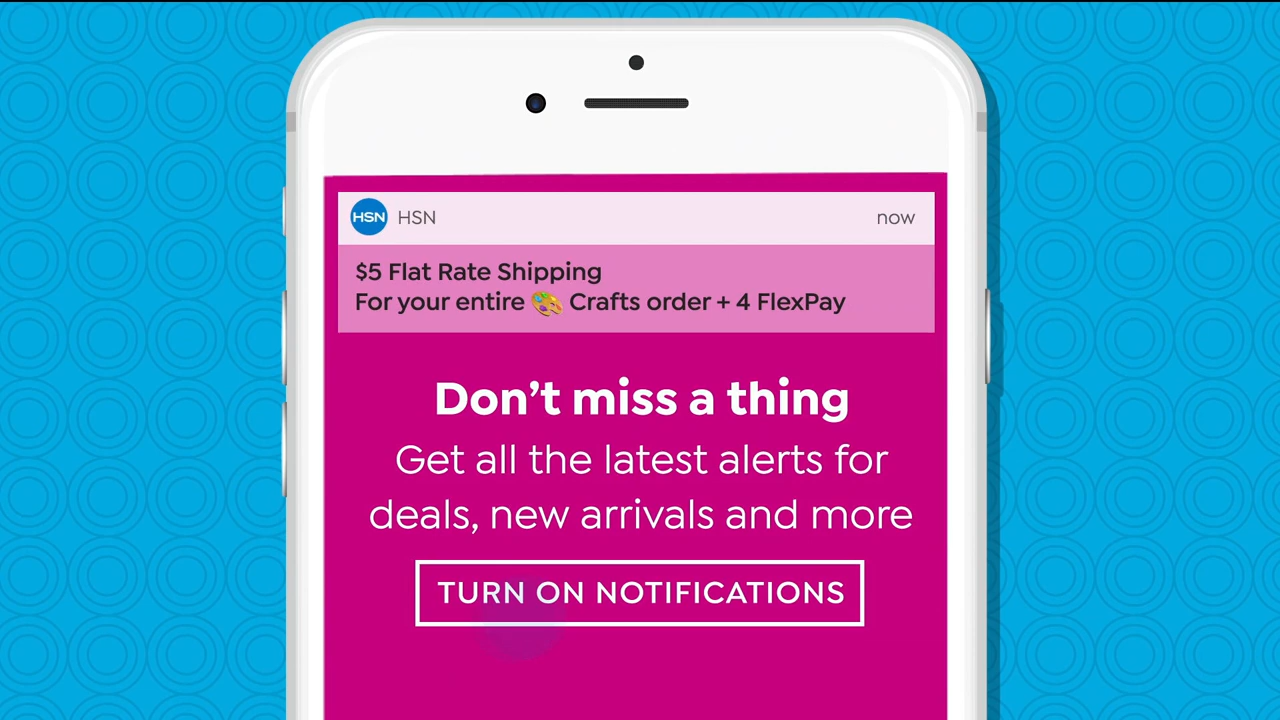 HSN HSN now
$5 Flat Rate Shipping
For your entire 🎨 Crafts order + 4 FlexPay
Don't miss a thing
Get all the latest alerts for
deals, new arrivals and more
TURN ON NOTIFICATIONS